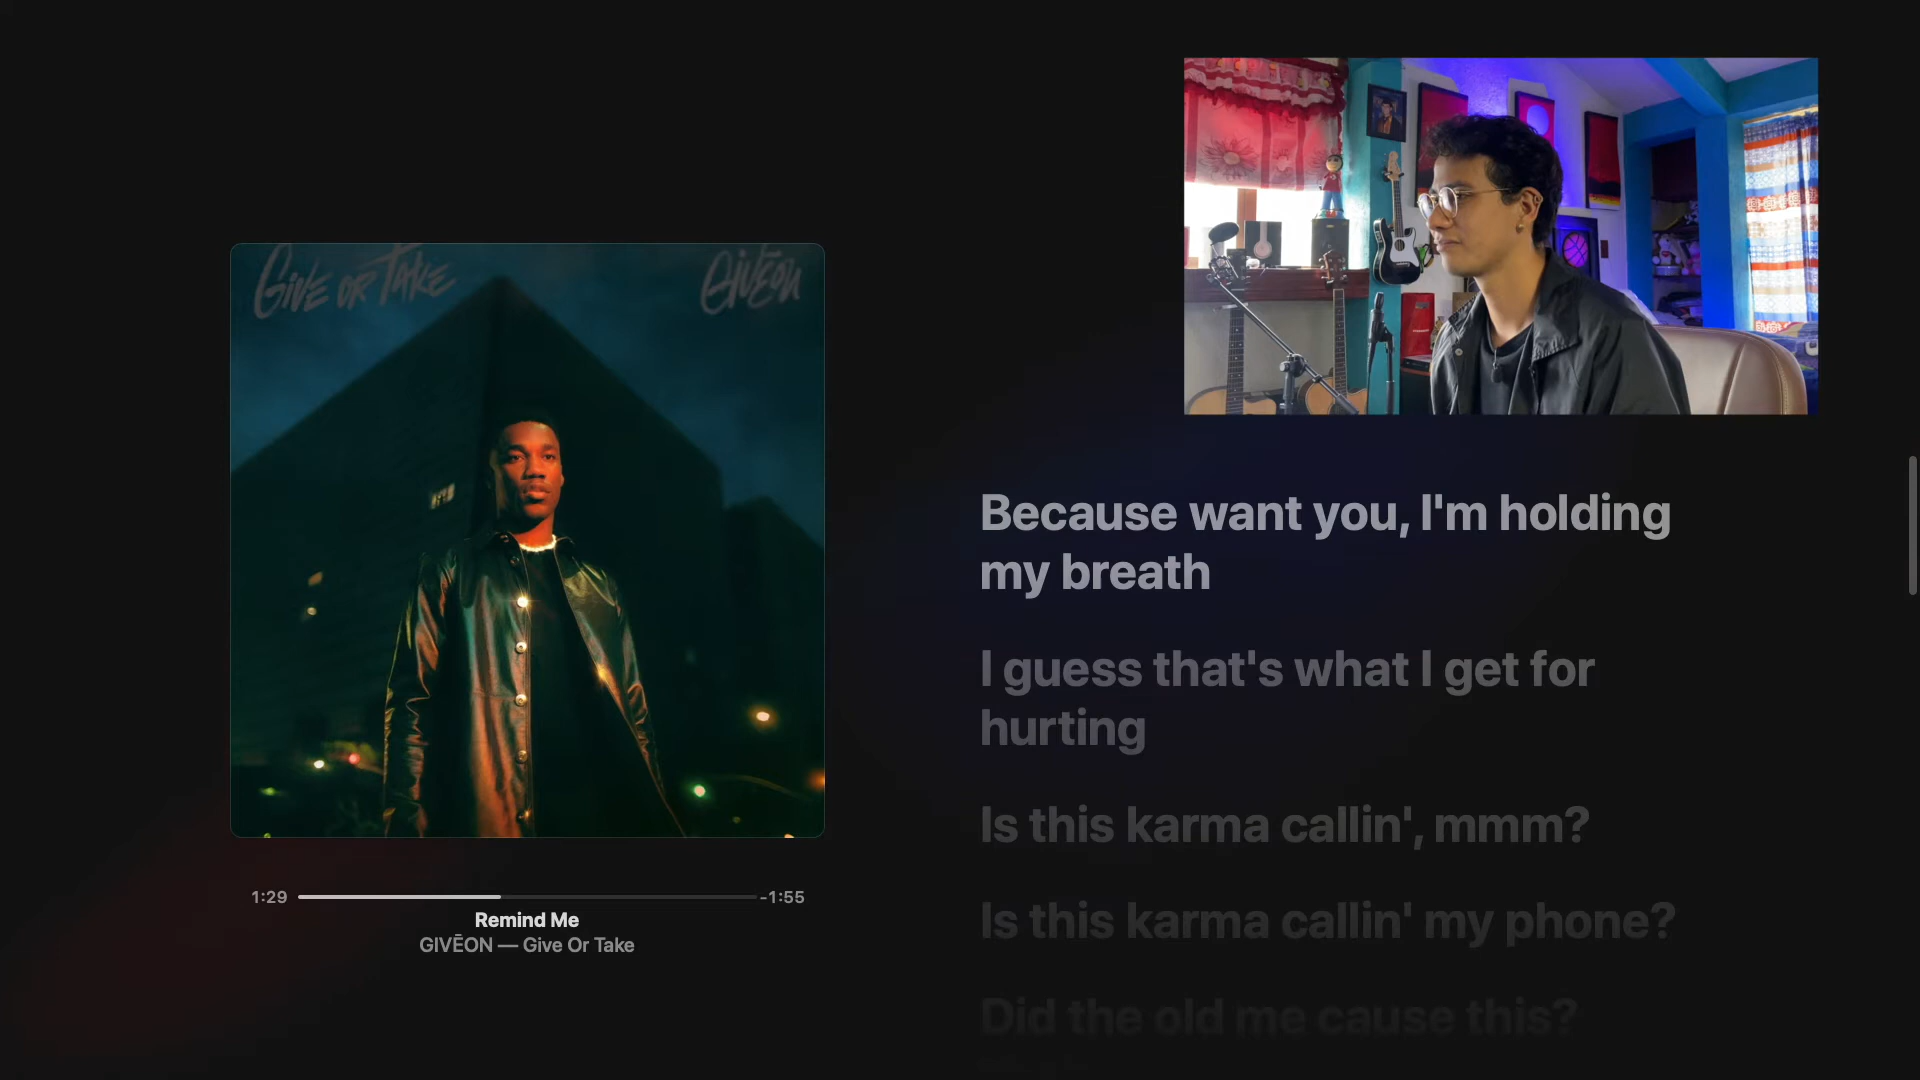 GIVE OR TAKE
GIVĒON
1:29
-1:55
Remind Me
GIVĒON — Give Or Take
Because want you, I'm holding
my breath
I guess that's what I get for
hurting
Is this karma callin', mmm?
Is this karma callin' my phone?
Did the old me cause this?